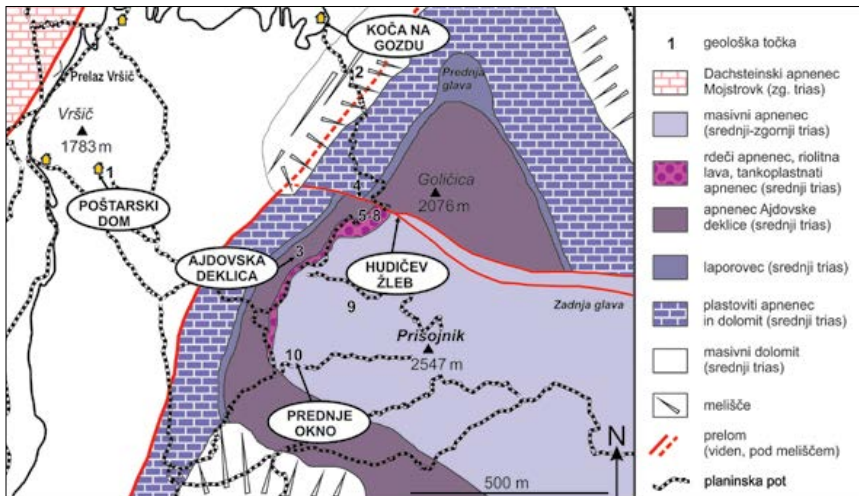 KOČA NA
GOZDU
2
Prednja
glava
Prelaz Vršič
Vršič
1783 m
1
POŠTARSKI
DOM
4
Goličica
2076 m
5-8
AJDOVSKA
DEKLICA
3
HUDIČEV
ŽLEB
9
Zadnja glava
Prisojnik
2547 m
10
PREDNJE
OKNO
N
500 m
1 geološka točka
Dachsteinski apnenec
Mojstrovk (zg. trias)
masivni apnenec
(srednji-zgornji trias)
rdeči apnenec, riolitna
lava, tankoplastnati
apnenec (srednji trias)
apnenec Ajdovske
deklice (srednji trias)
laporovec (srednji trias)
plastoviti apnenec
in dolomit (srednji trias)
masivni dolomit
(srednji trias)
melišče
prelom
(viden, pod meliščem)
planinska pot